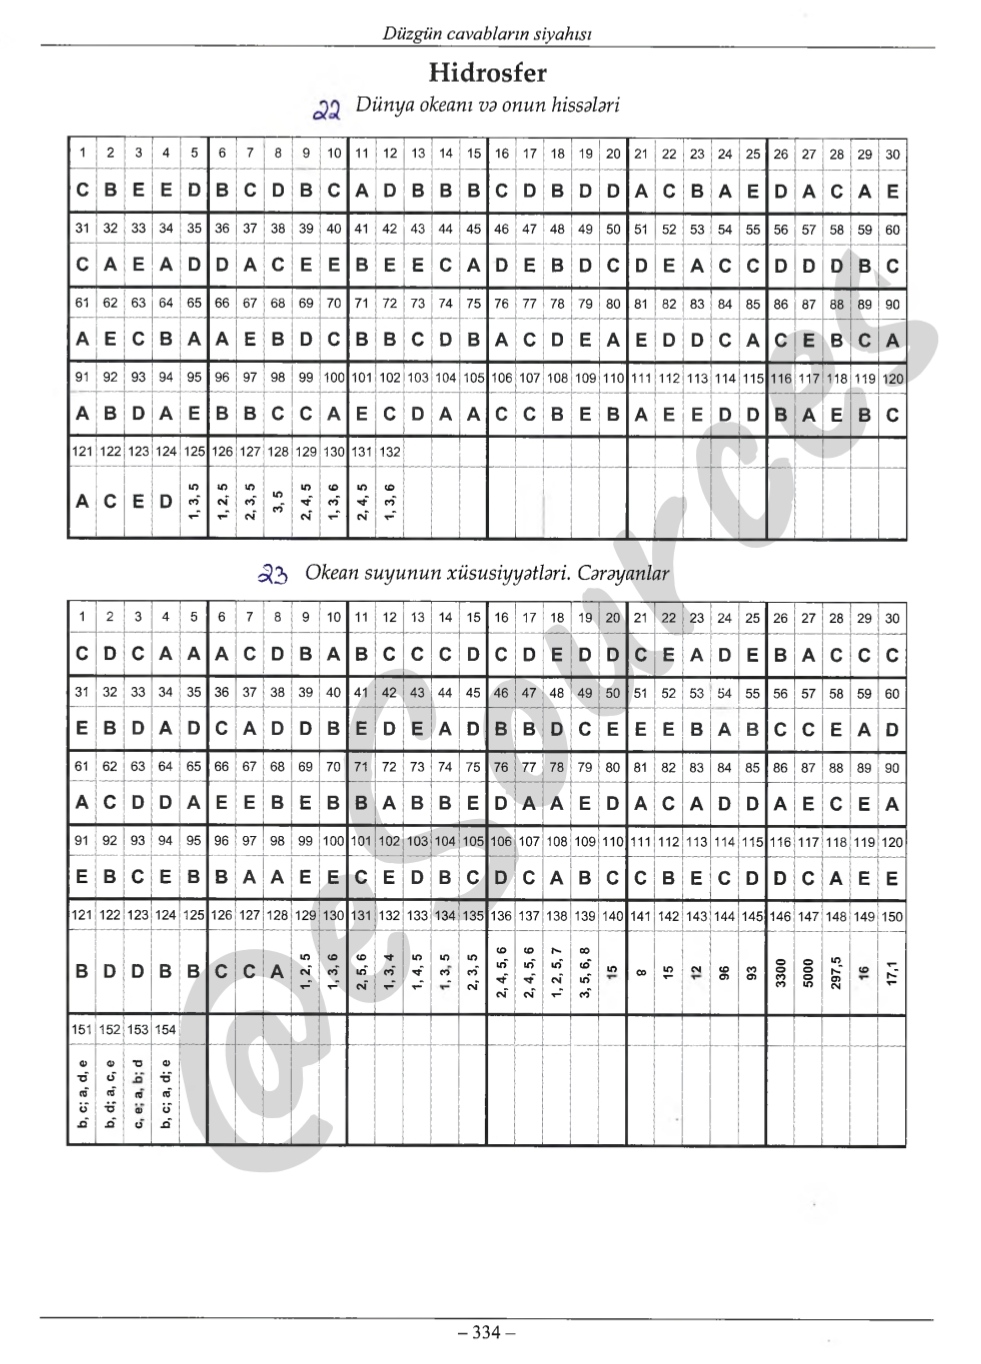 Düzgün cavabların siyahısı
Hidrosfer
22 Dünya okeanı və onun hissələri
1 2 3 4 5 6 7 8 9 10 11 12 13 14 15 16 17 18 19 20 21 22 23 24 25 26 27 28 29 30
C B E E D B C D B C A D B B B C D B D D A C B A E D A C A E
31 32 33 34 35 36 37 38 39 40 41 42 43 44 45 46 47 48 49 50 51 52 53 54 55 56 57 58 59 60
C A E A D D A C E E B E E C A D E B D C D E A C C D D D B C
61 62 63 64 65 66 67 68 69 70 71 72 73 74 75 76 77 78 79 80 81 82 83 84 85 86 87 88 89 90
A E C B A A E B D C B B C D B A C D E A E D D C A C E B C A
91 92 93 94 95 96 97 98 99 100 101 102 103 104 105 106 107 108 109 110 111 112 113 114 115 116 117 118 119 120
A B D A E B B C C A E C D A A C C B E B A E E D D B A E B C
121 122 123 124 125 126 127 128 129 130 131 132
A C E D 1, 3, 5 1, 2, 5 2, 3, 5 3, 5 2, 4, 5 1, 3, 6 2, 4, 5 1, 3, 6
23 Okean suyunun xüsusiyyətləri. Cərəyanlar
1 2 3 4 5 6 7 8 9 10 11 12 13 14 15 16 17 18 19 20 21 22 23 24 25 26 27 28 29 30
C D C A A A C D B A B C C C D C D E D D C E A D E B A C C C
31 32 33 34 35 36 37 38 39 40 41 42 43 44 45 46 47 48 49 50 51 52 53 54 55 56 57 58 59 60
E B D A D C A D D B E D E A D B B D C E E E B A B C C E A D
61 62 63 64 65 66 67 68 69 70 71 72 73 74 75 76 77 78 79 80 81 82 83 84 85 86 87 88 89 90
A C D D A E E B E B B A B B E D A A E D A C A D D A E C E A
91 92 93 94 95 96 97 98 99 100 101 102 103 104 105 106 107 108 109 110 111 112 113 114 115 116 117 118 119 120
E B C E B B A A E E C E D B C D C A B C C B E C D D C A E E
121 122 123 124 125 126 127 128 129 130 131 132 133 134 135 136 137 138 139 140 141 142 143 144 145 146 147 148 149 150
B D D B B C C A 1, 2, 5 1, 3, 6 2, 5, 6 1, 3, 4 1, 4, 5 1, 3, 5 2, 3, 5 2, 4, 5, 6 2, 4, 5, 6 1, 2, 5, 7 3, 5, 6, 8 15 8 15 12 96 93 3300 5000 297,5 16 17,1
151 152 153 154
b, c; a, d, e b, d; a, c, e c, e; a, b; d b, c; a, d; e
@eSources
– 334 –